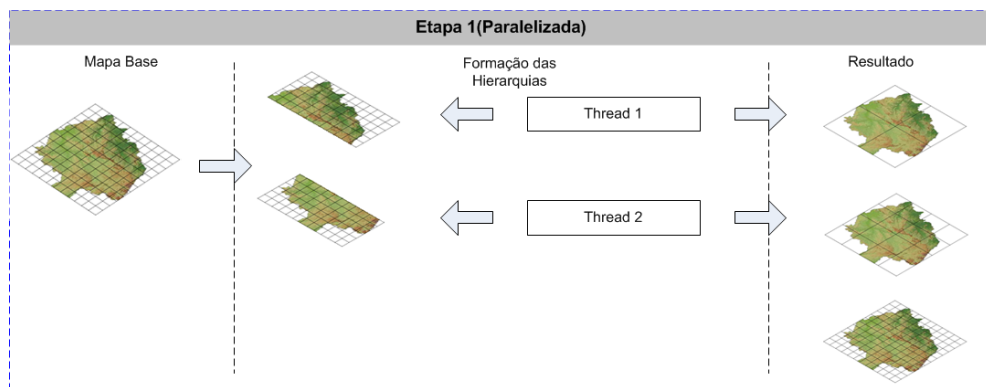 Etapa 1(Paralelizada)
Mapa Base
Formação das
Hierarquias
Resultado
Thread 1
Thread 2